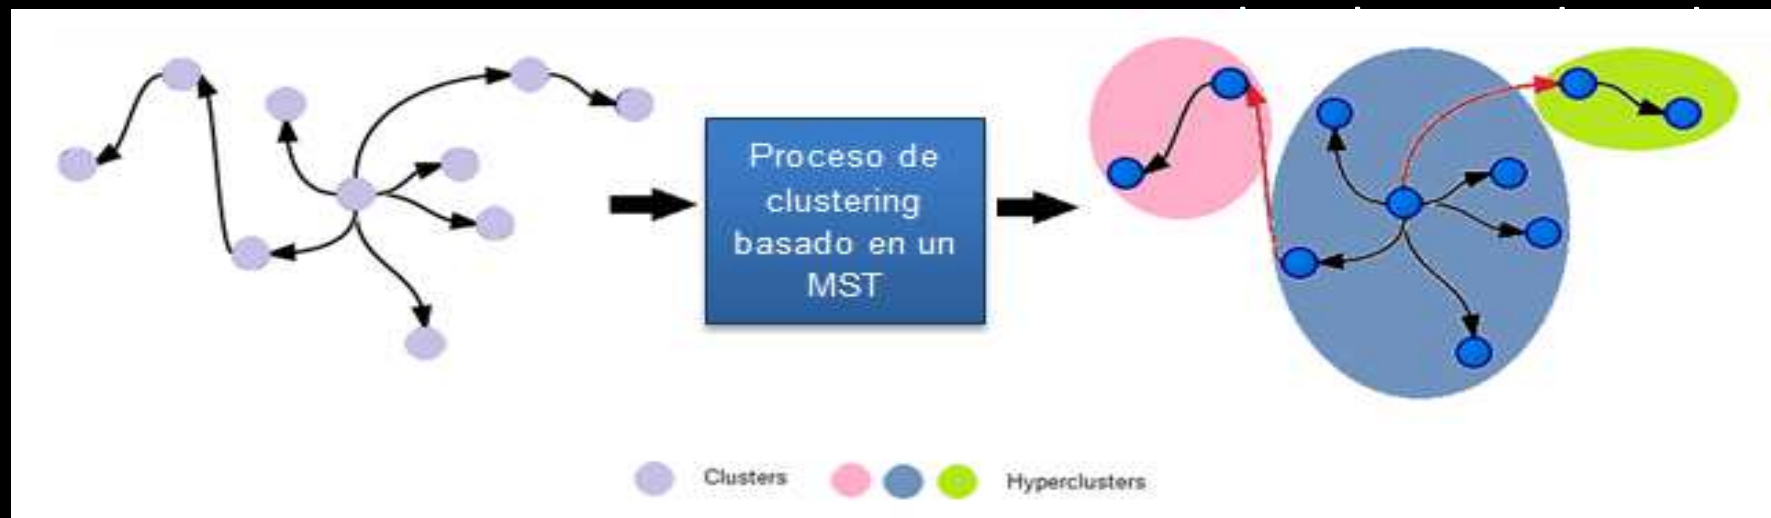 Proceso de
clustering
basado en un
MST
Clusters
Hyperclusters